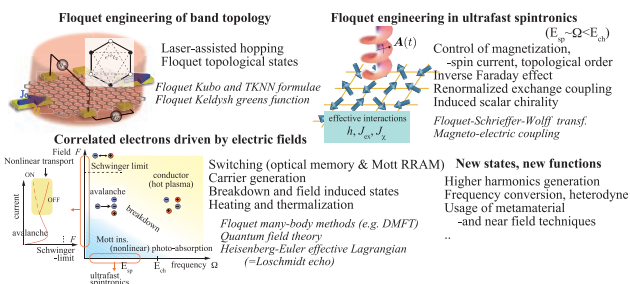 Floquet engineering of band topology
Laser-assisted hopping
Floquet topological states
Floquet Kubo and TKNN formulae
Floquet Keldysh greens function
J
Floquet engineering in ultrafast spintronics
(E_sp~Ω<E_ch)
A(t)
Control of magnetization,
-spin current, topological order
Inverse Faraday effect
Renormalized exchange coupling
Induced scalar chirality
Floquet-Schrieffer-Wolff transf.
Magneto-electric coupling
effective interactions
h, J_ex, J_χ
Correlated electrons driven by electric fields
Field F
Nonlinear transport
ON
OFF
current
avalanche
F
Schwinger
-limit
Schwinger limit
conductor
(hot plasma)
avalanche
breakdown
Mott ins.
(nonlinear) photo-absorption
E_sp
E_ch
frequency Ω
ultrafast
spintronics
Switching (optical memory & Mott RRAM)
Carrier generation
Breakdown and field induced states
Heating and thermalization
Floquet many-body methods (e.g. DMFT)
Quantum field theory
Heisenberg-Euler effective Lagrangian
(=Loschmidt echo)
New states, new functions
Higher harmonics generation
Frequency conversion, heterodyne
Usage of metamaterial
-and near field techniques
..